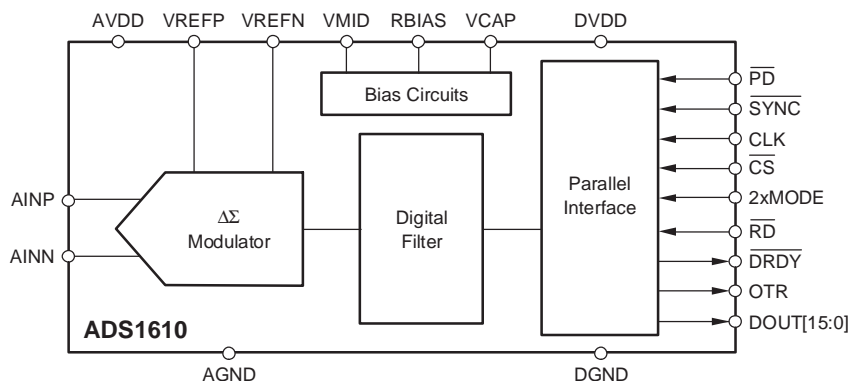 AVDD VREFP VREFN VMID RBIAS VCAP DVDD
Bias Circuits
AINP
AINN
ΔΣ
Modulator
Digital
Filter
Parallel
Interface
PD
SYNC
CLK
CS
2xMODE
RD
DRDY
OTR
DOUT[15:0]
ADS1610
AGND DGND